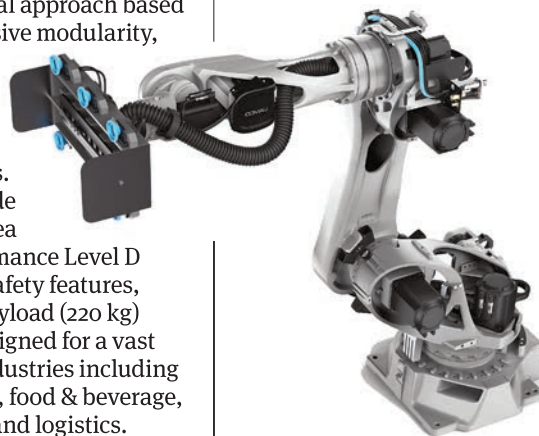 al approach based
sive modularity,
s.
de
ea
mance Level D
afety features,
yload (220 kg)
igned for a vast
dustries including
, food & beverage,
and logistics.
COMAU